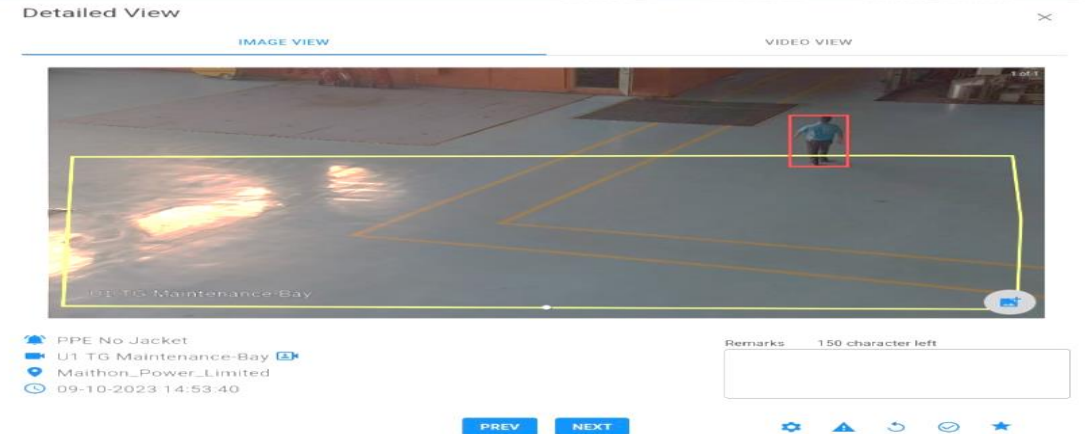 Detailed View
IMAGE VIEW
VIDEO VIEW
1 of 1
U1 TG Maintenance-Bay
PPE No Jacket
U1 TG Maintenance-Bay
Maithon_Power_Limited
09-10-2023 14:53:40
Remarks 150 character left
PREV NEXT